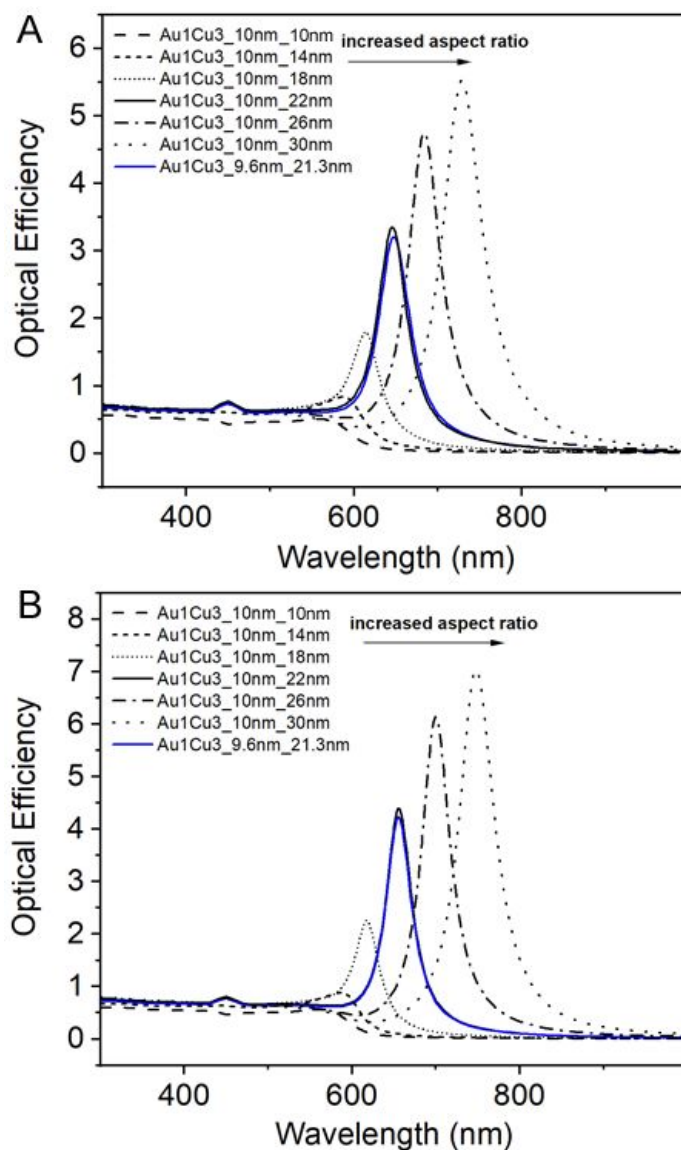 A
6
5
4
3
2
1
0
Optical Efficiency
Au1Cu3_10nm_10nm
Au1Cu3_10nm_14nm
Au1Cu3_10nm_18nm
Au1Cu3_10nm_22nm
Au1Cu3_10nm_26nm
Au1Cu3_10nm_30nm
Au1Cu3_9.6nm_21.3nm
increased aspect ratio
400 600 800
Wavelength (nm)
B
8
7
6
5
4
3
2
1
0
Optical Efficiency
Au1Cu3_10nm_10nm
Au1Cu3_10nm_14nm
Au1Cu3_10nm_18nm
Au1Cu3_10nm_22nm
Au1Cu3_10nm_26nm
Au1Cu3_10nm_30nm
Au1Cu3_9.6nm_21.3nm
increased aspect ratio
400 600 800
Wavelength (nm)